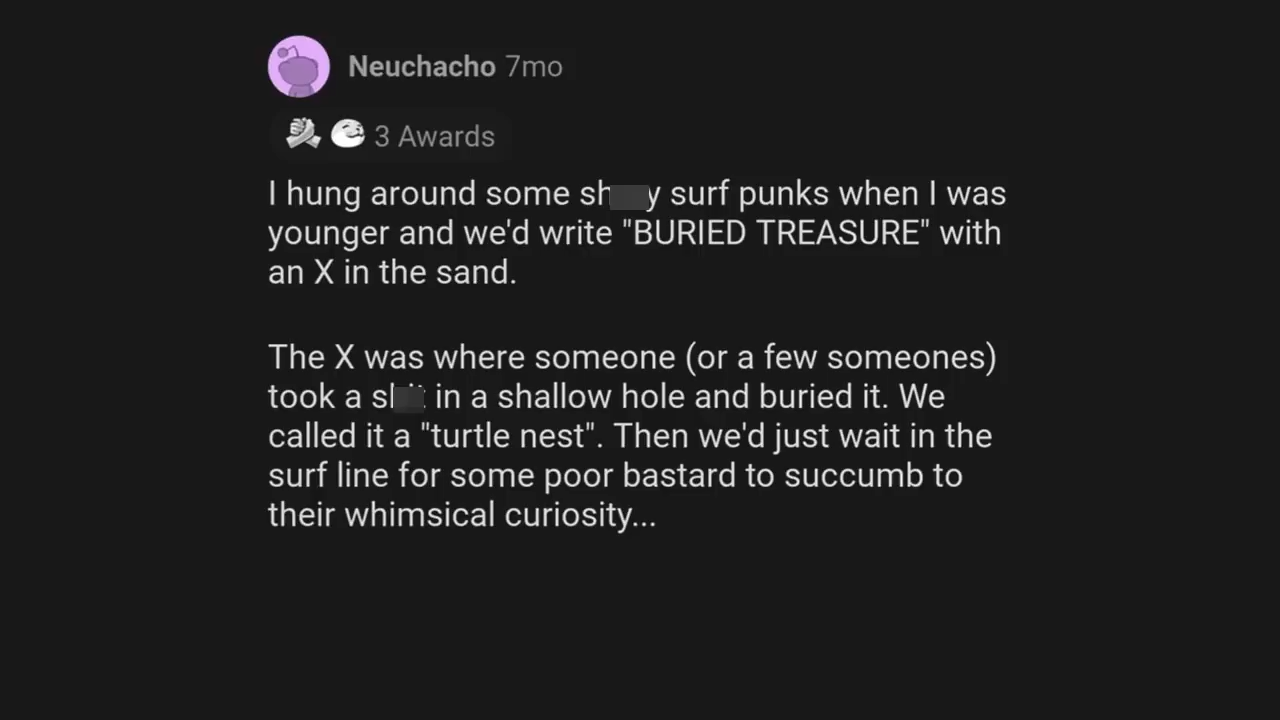 Neuchacho 7mo
3 Awards
I hung around some surf punks when I was
younger and we'd write "BURIED TREASURE" with
an X in the sand.
The X was where someone (or a few someones)
took a in a shallow hole and buried it. We
called it a "turtle nest". Then we'd just wait in the
surf line for some poor bastard to succumb to
their whimsical curiosity...